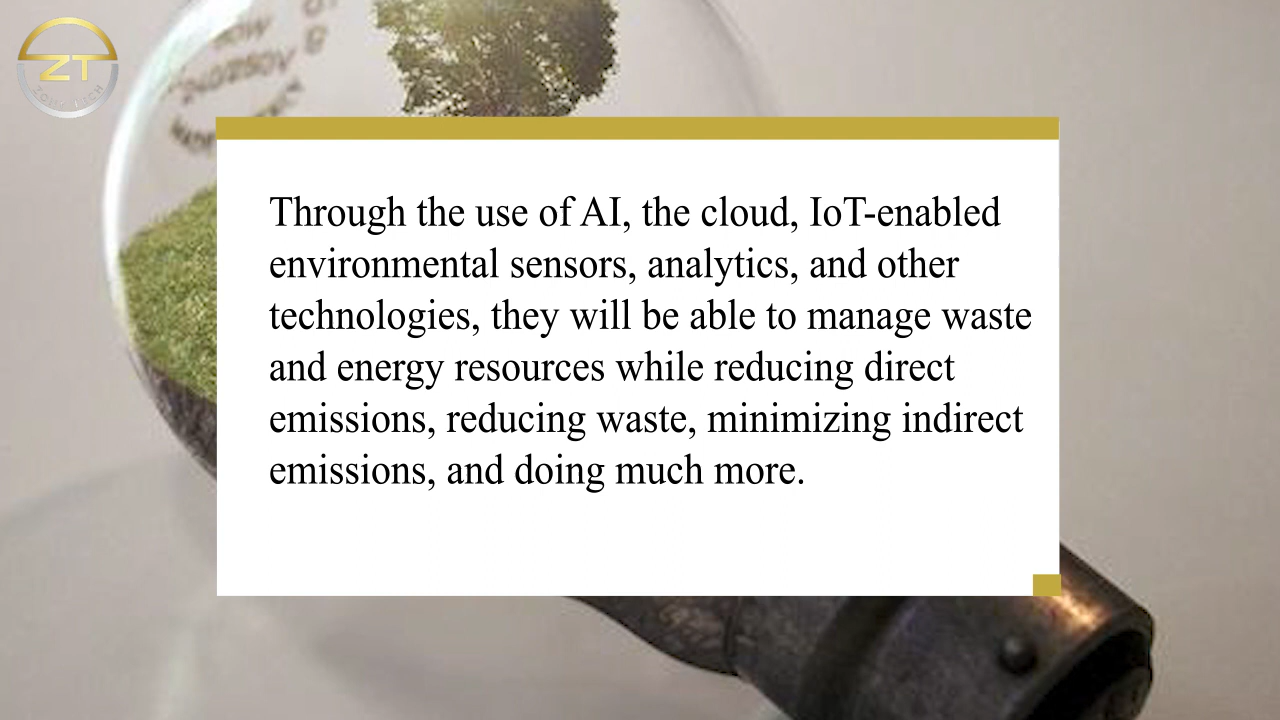 ZT
Through the use of AI, the cloud, IoT-enabled
environmental sensors, analytics, and other
technologies, they will be able to manage waste
and energy resources while reducing direct
emissions, reducing waste, minimizing indirect
emissions, and doing much more.